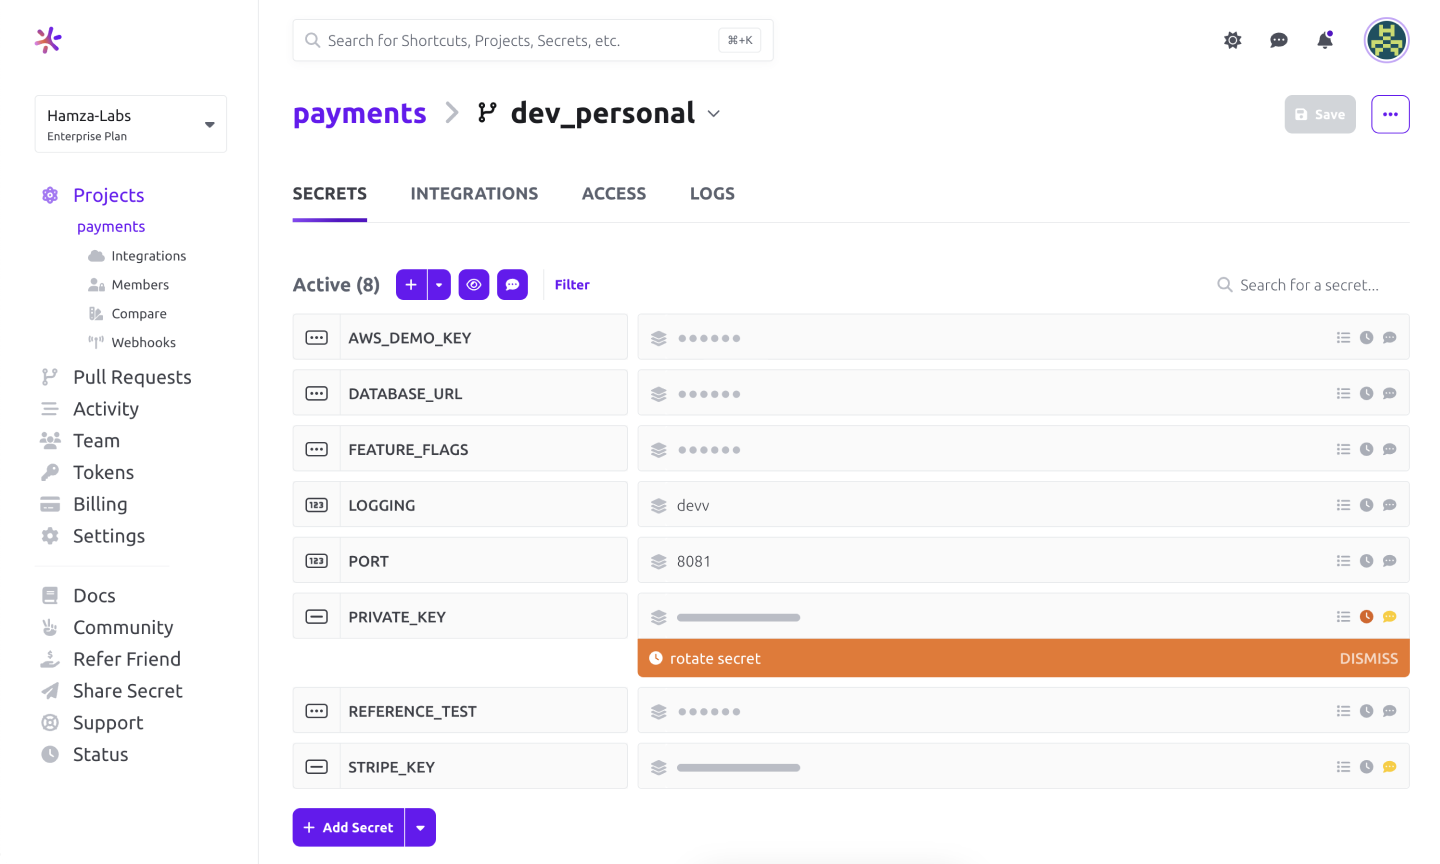 Search for Shortcuts, Projects, Secrets, etc.
⌘+K
Hamza-Labs
Enterprise Plan
Projects
payments
Integrations
Members
Compare
Webhooks
Pull Requests
Activity
Team
Tokens
Billing
Settings
Docs
Community
Refer Friend
Share Secret
Support
Status
payments
dev_personal
Save
SECRETS INTEGRATIONS ACCESS LOGS
Active (8)
Filter
Search for a secret...
AWS_DEMO_KEY
DATABASE_URL
FEATURE_FLAGS
123 LOGGING devv
123 PORT 8081
PRIVATE_KEY
rotate secret DISMISS
REFERENCE_TEST
STRIPE_KEY
+ Add Secret